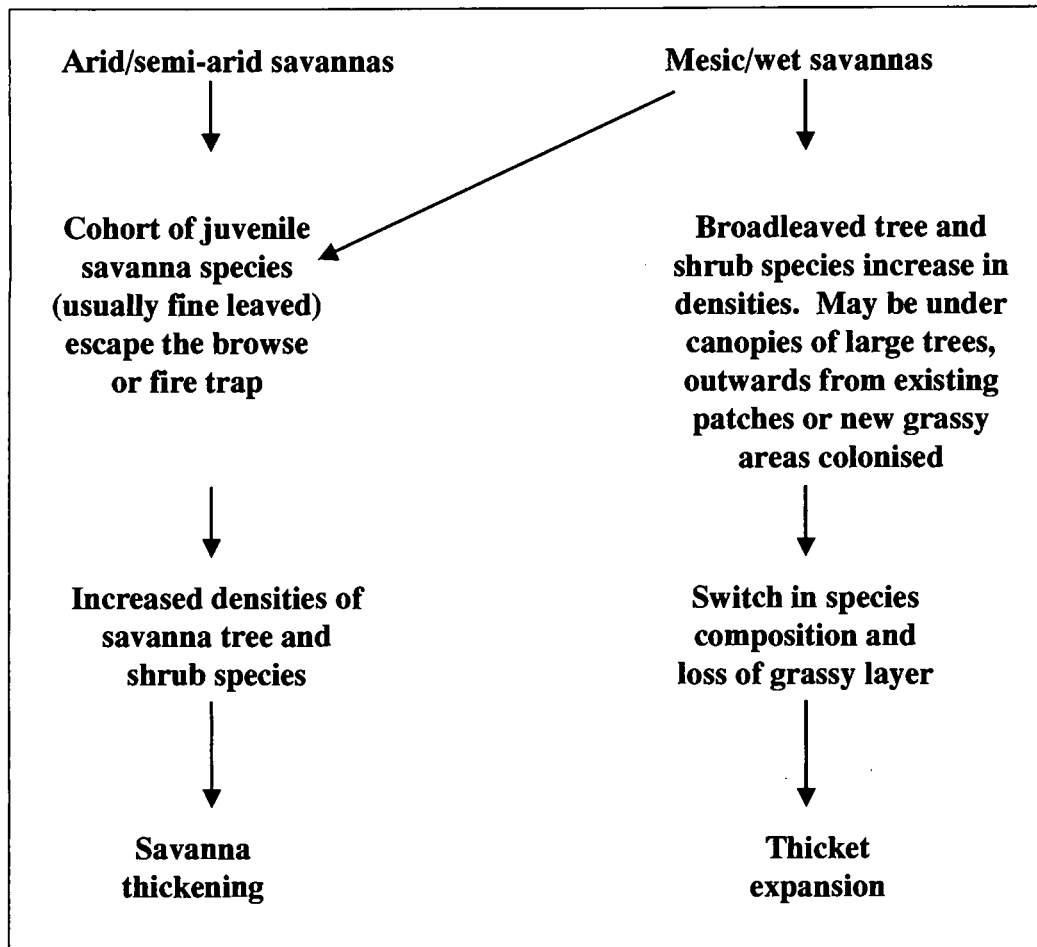 Arid/semi-arid savannas
Mesic/wet savannas
Cohort of juvenile
savanna species
(usually fine leaved)
escape the browse
or fire trap
Broadleaved tree and
shrub species increase in
densities. May be under
canopies of large trees,
outwards from existing
patches or new grassy
areas colonised
Increased densities of
savanna tree and
shrub species
Switch in species
composition and
loss of grassy layer
Savanna
thickening
Thicket
expansion